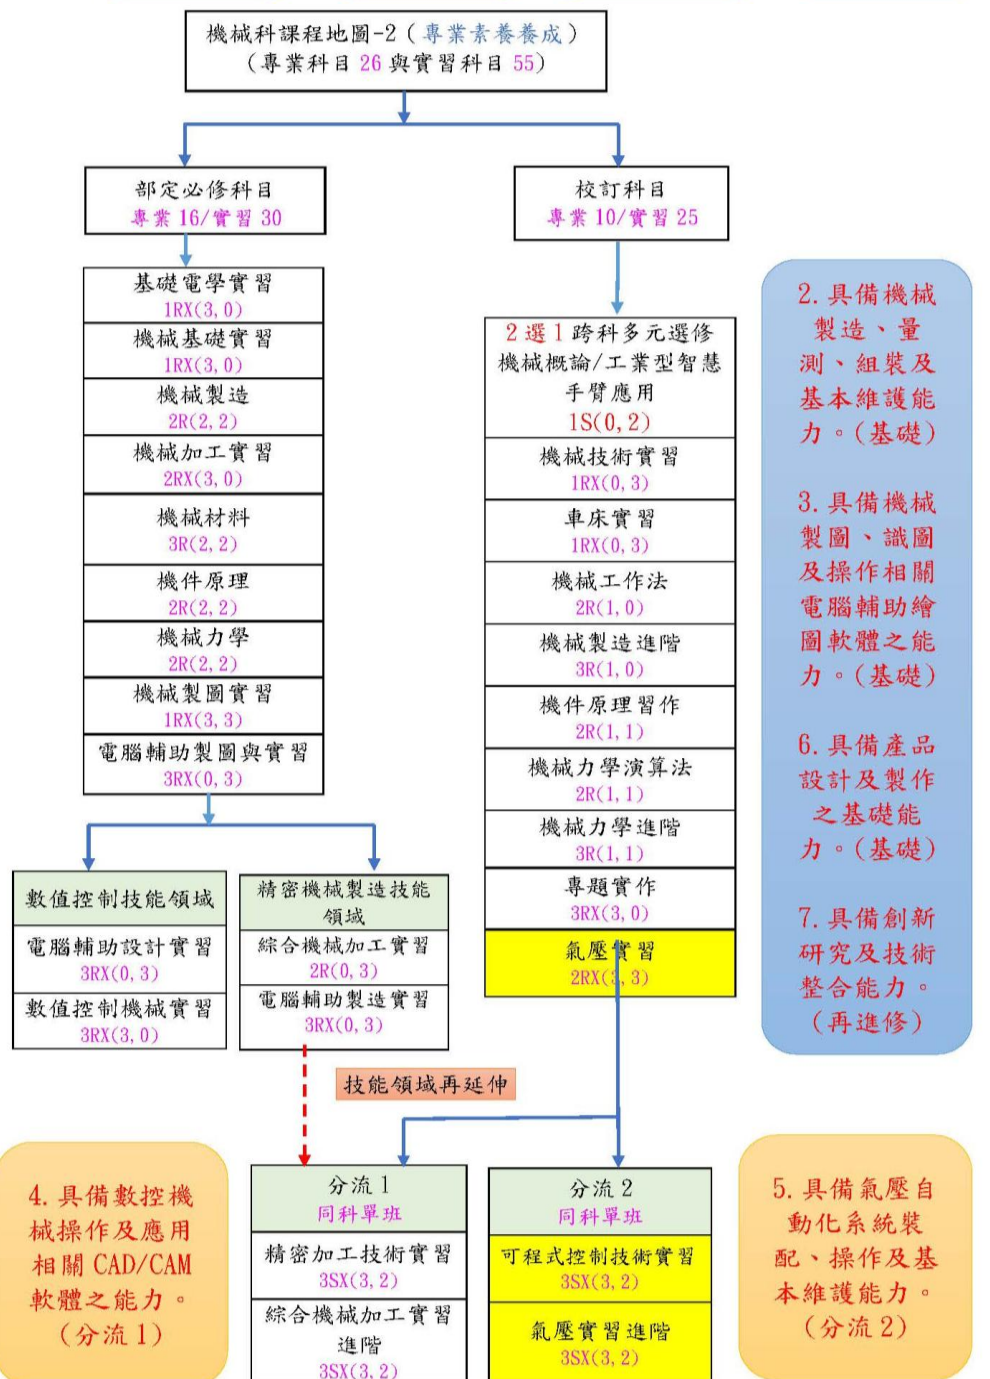 機械科課程地圖-2(專業素養養成)
(專業科目 26 與實習科目 55)
部定必修科目
專業 16/實習 30
校訂科目
專業 10/實習 25
基礎電學實習
1RX(3,0)
機械基礎實習
1RX(3,0)
機械製造
2R(2,2)
機械加工實習
2RX(3,0)
機械材料
3R(2,2)
機件原理
2R(2,2)
機械力學
2R(2,2)
機械製圖實習
1RX(3,3)
電腦輔助製圖與實習
3RX(0,3)
2 選 1 跨科多元選修
機械概論/工業型智慧
手臂應用
1S(0,2)
機械技術實習
1RX(0,3)
車床實習
1RX(0,3)
機械工作法
2R(1,0)
機械製造進階
3R(1,0)
機件原理習作
2R(1,1)
機械力學演算法
2R(1,1)
機械力學進階
3R(1,1)
專題實作
3RX(3,0)
氣壓實習
2RX(3,3)
2.具備機械
製造、量
測、組裝及
基本維護能
力。(基礎)
3.具備機械
製圖、識圖
及操作相關
電腦輔助繪
圖軟體之能
力。(基礎)
6.具備產品
設計及製作
之基礎能
力。(基礎)
7.具備創新
研究及技術
整合能力。
(再進修)
數值控制技能領域
電腦輔助設計實習
3RX(0,3)
數值控制機械實習
3RX(3,0)
精密機械製造技能
領域
綜合機械加工實習
2R(0,3)
電腦輔助製造實習
3RX(0,3)
技能領域再延伸
4.具備數控機
械操作及應用
相關 CAD/CAM
軟體之能力。
(分流 1)
分流 1
同科單班
精密加工技術實習
3SX(3,2)
綜合機械加工實習
進階
3SX(3,2)
分流 2
同科單班
可程式控制技術實習
3SX(3,2)
氣壓實習進階
3SX(3,2)
5.具備氣壓自
動化系統裝
配、操作及基
本維護能力。
(分流 2)